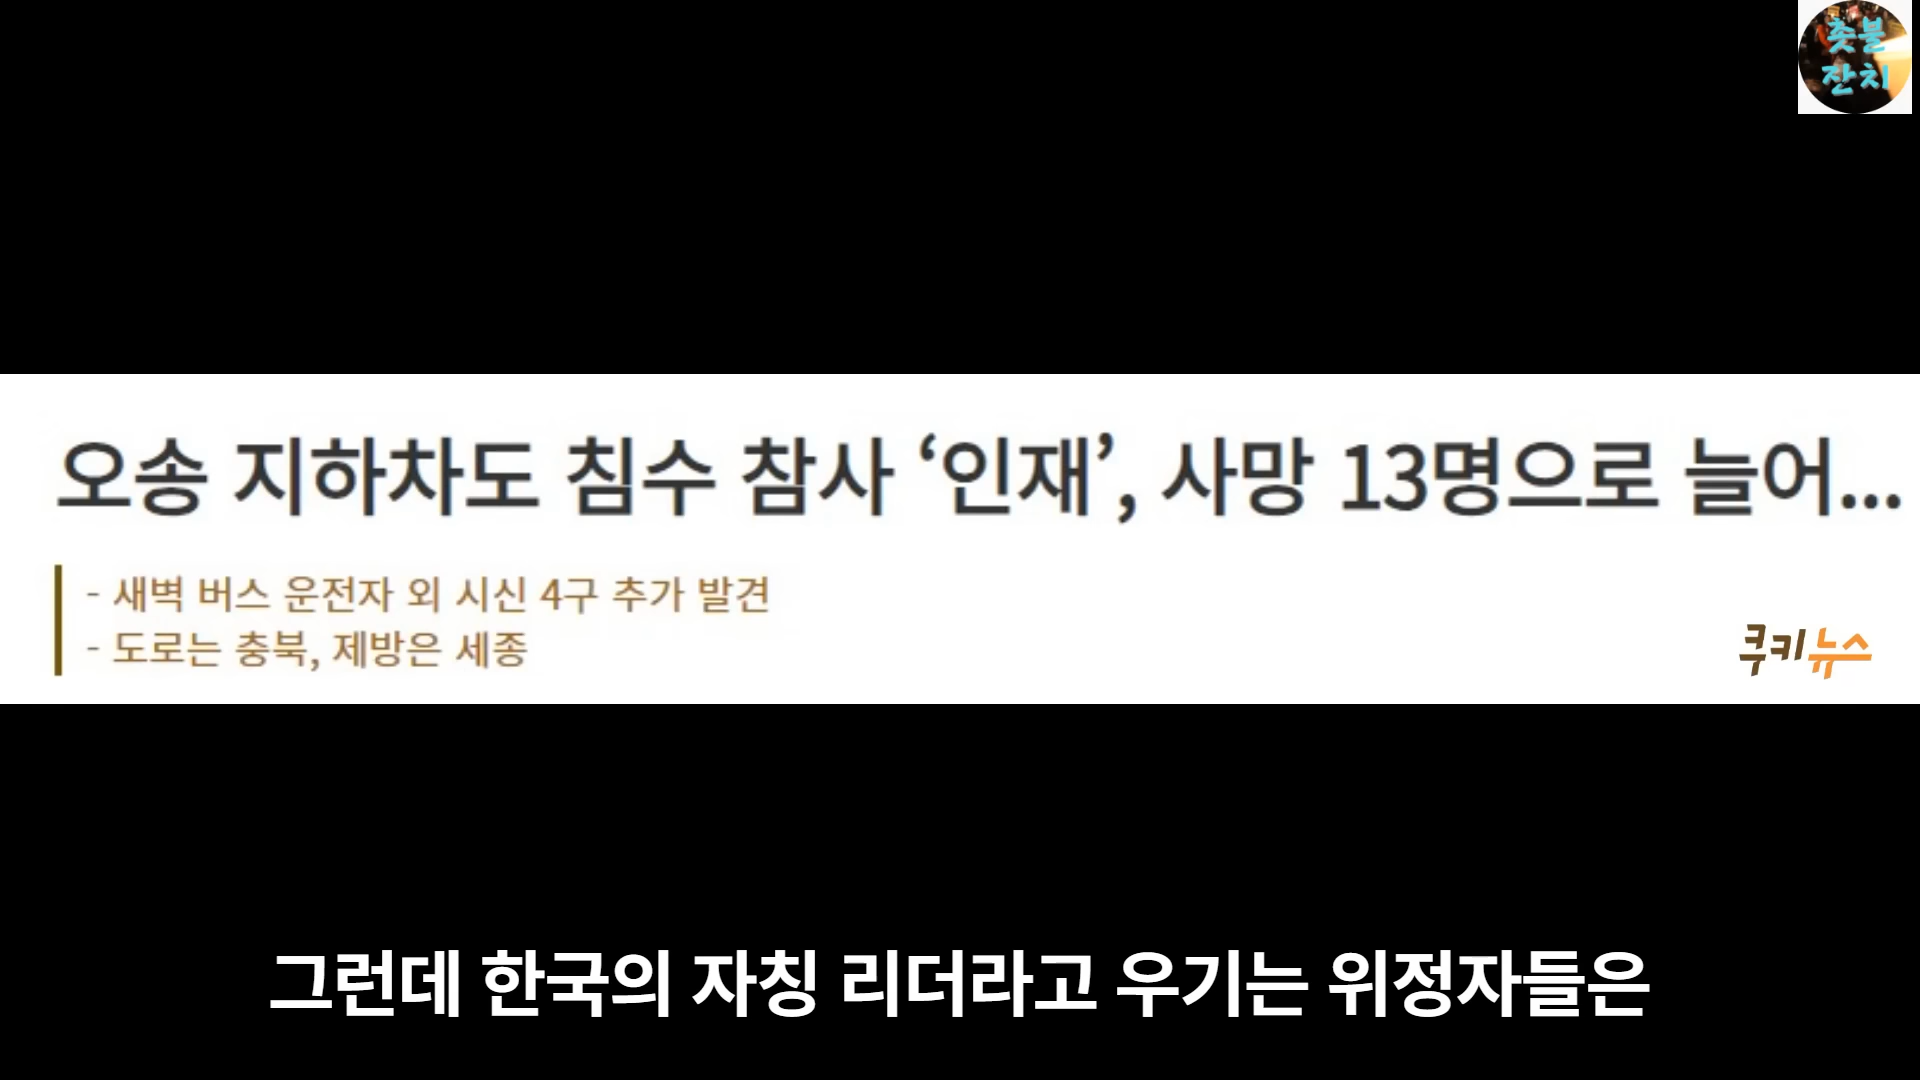 촛불
잔치
오송 지하차도 침수 참사 ‘인재’, 사망 13명으로 늘어...
- 새벽 버스 운전자 외 시신 4구 추가 발견
- 도로는 충북, 제방은 세종
쿠키뉴스
그런데 한국의 자칭 리더라고 우기는 위정자들은